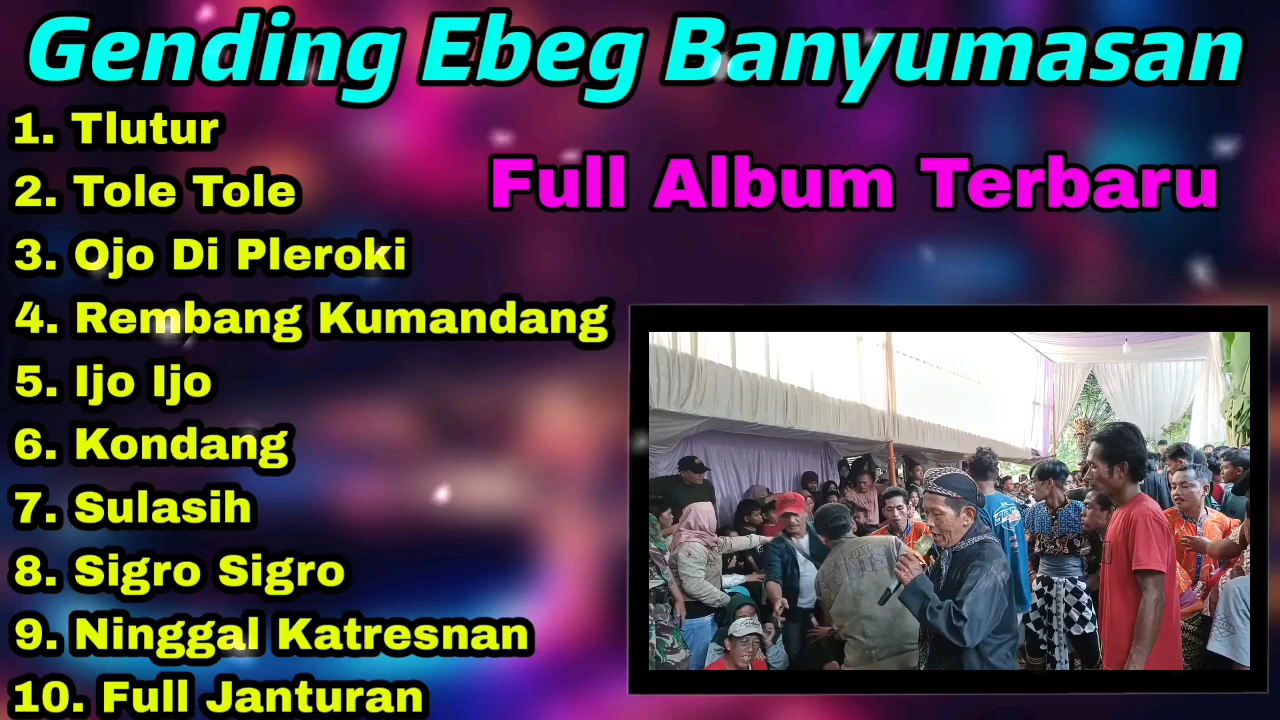 Gending Ebeg Banyumasan
Full Album Terbaru
1. Tlutur
2. Tole Tole
3. Ojo Di Pleroki
4. Rembang Kumandang
5. Ijo Ijo
6. Kondang
7. Sulasih
8. Sigro Sigro
9. Ninggal Katresnan
10. Full Janturan